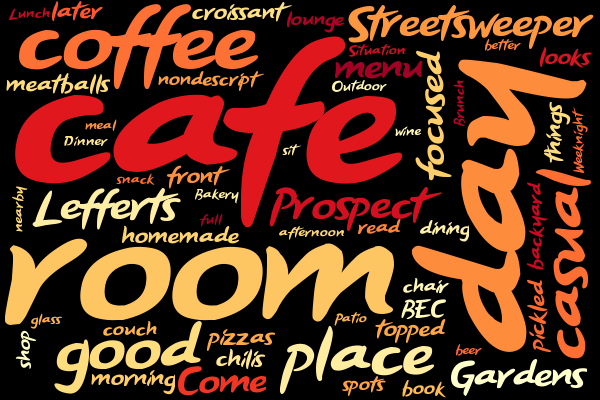 Lunch
later
croissant
lounge
Streetsweeper
coffee
Situation
better
meatballs
nondescript
menu
looks
Outdoor
focused
Brunch
cafe
day
meal
Dinner
sit
wine
things
Weeknight
snack
front
Bakery
nearby
Lefferts
full
Prospect
casual
backyard
homemade
afternoon
read
dining
room
chair
BEC
glass
couch
patio
topped
Pickled
shop
good
pizzas
chilis
place
beer
morning
Come
spots
book
Gardens